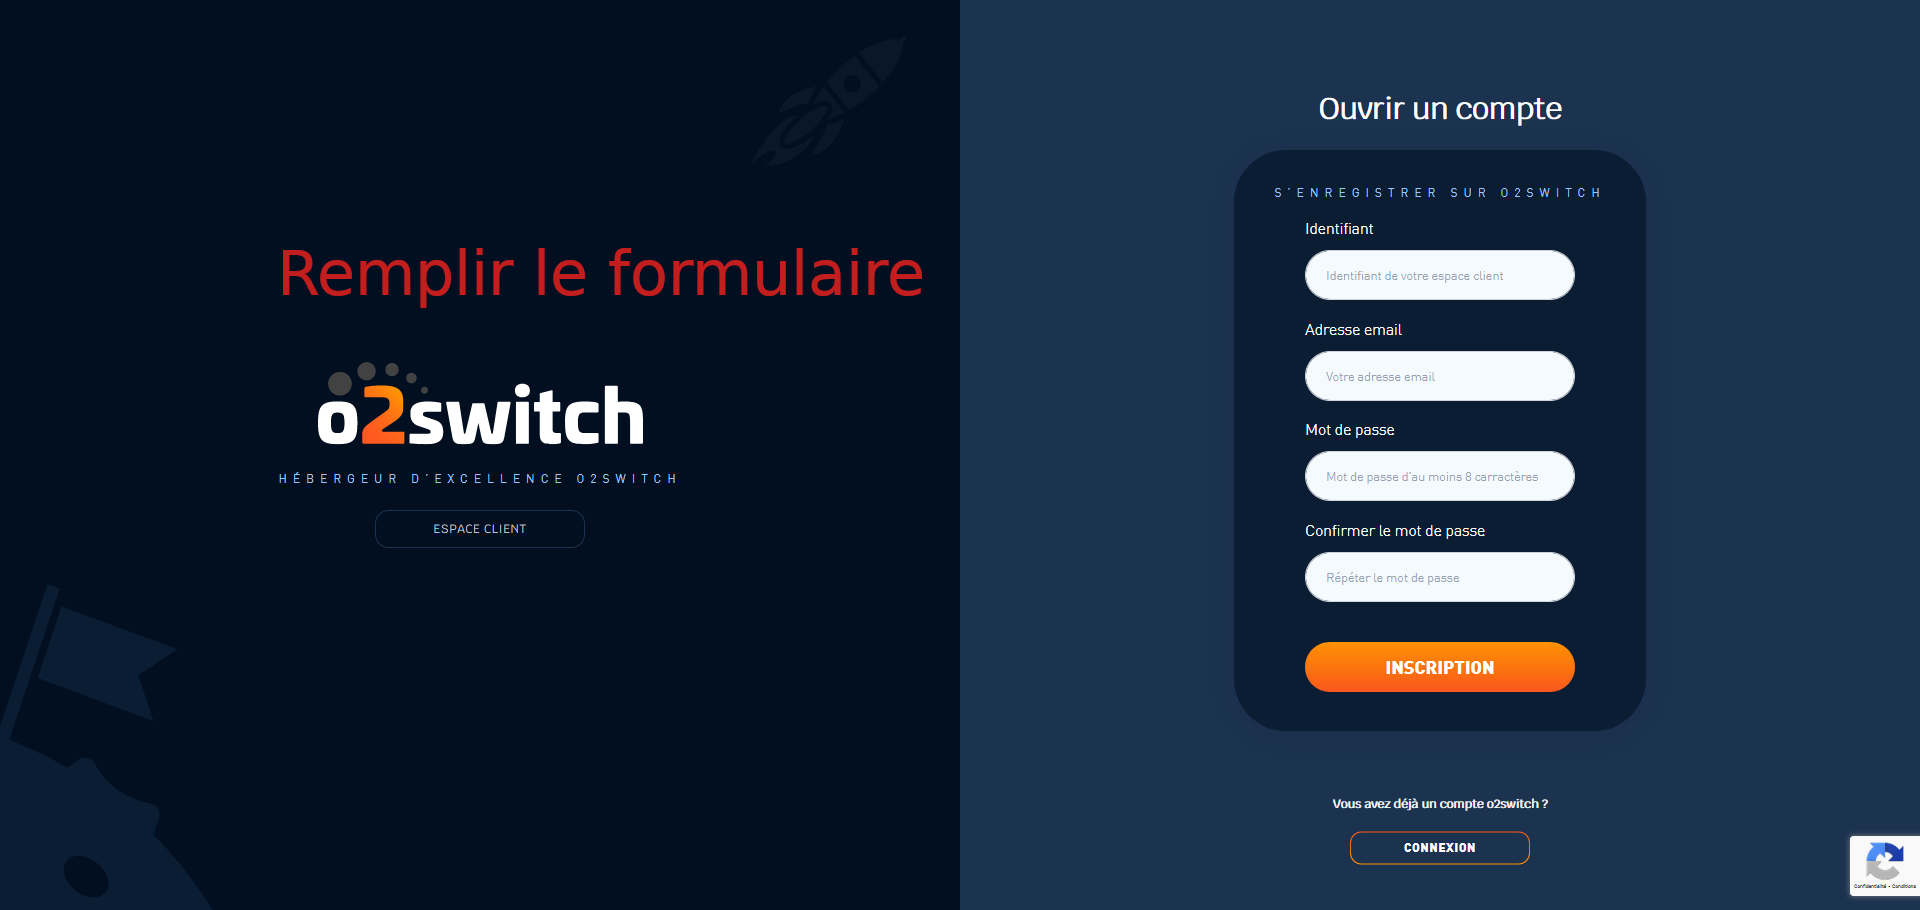 Remplir le formulaire
o2switch
HÉBERGEUR D'EXCELLENCE O2SWITCH
ESPACE CLIENT
Ouvrir un compte
S'ENREGISTRER SUR O2SWITCH
Identifiant
Identifiant de votre espace client
Adresse email
Votre adresse email
Mot de passe
Mot de passe d'au moins 8 carractères
Confirmer le mot de passe
Répéter le mot de passe
INSCRIPTION
Vous avez déjà un compte o2switch ?
CONNEXION
Confidentialité • Conditions